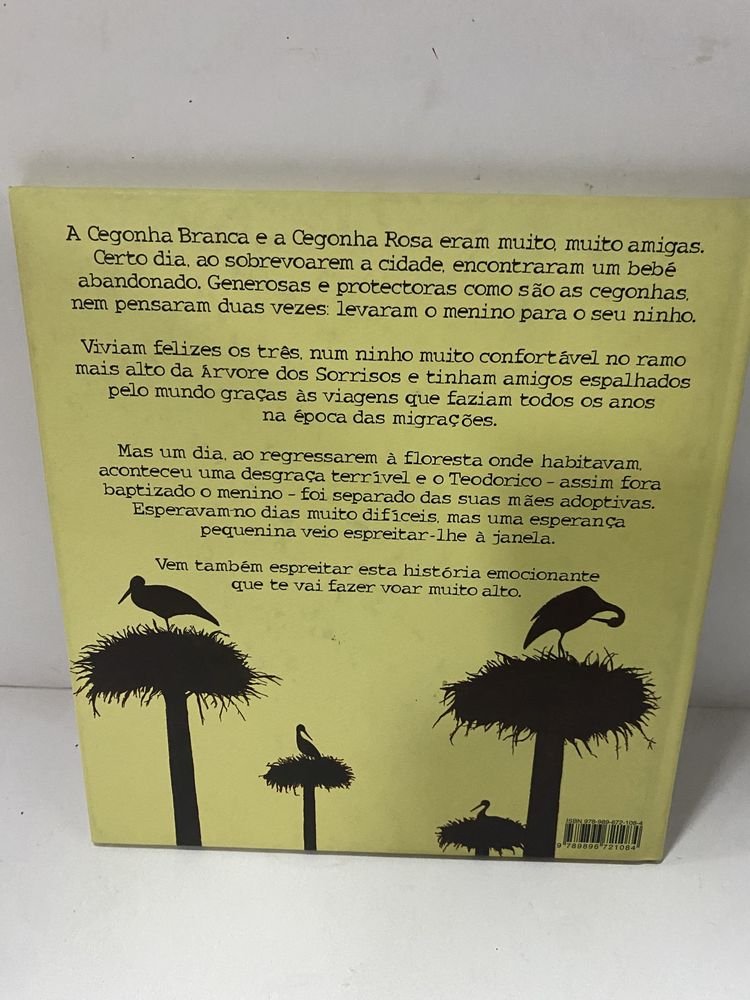 A Cegonha Branca e a Cegonha Rosa eram muito, muito amigas.
Certo dia, ao sobrevoarem a cidade, encontraram um bebé
abandonado. Generosas e protectoras como são as cegonhas,
nem pensaram duas vezes: levaram o menino para o seu ninho.
Viviam felizes os três, num ninho muito confortável no ramo
mais alto da Árvore dos Sorrisos e tinham amigos espalhados
pelo mundo graças às viagens que faziam todos os anos
na época das migrações.
Mas um dia, ao regressarem à floresta onde habitavam,
aconteceu uma desgraça terrível e o Teodorico - assim fora
baptizado o menino - foi separado das suas mães adoptivas.
Esperavam-no dias muito difíceis, mas uma esperança
pequenina veio espreitar-lhe à janela.
Vem também espreitar esta história emocionante
que te vai fazer voar muito alto.
ISBN 978-989-672-108-4
9 789896 721084